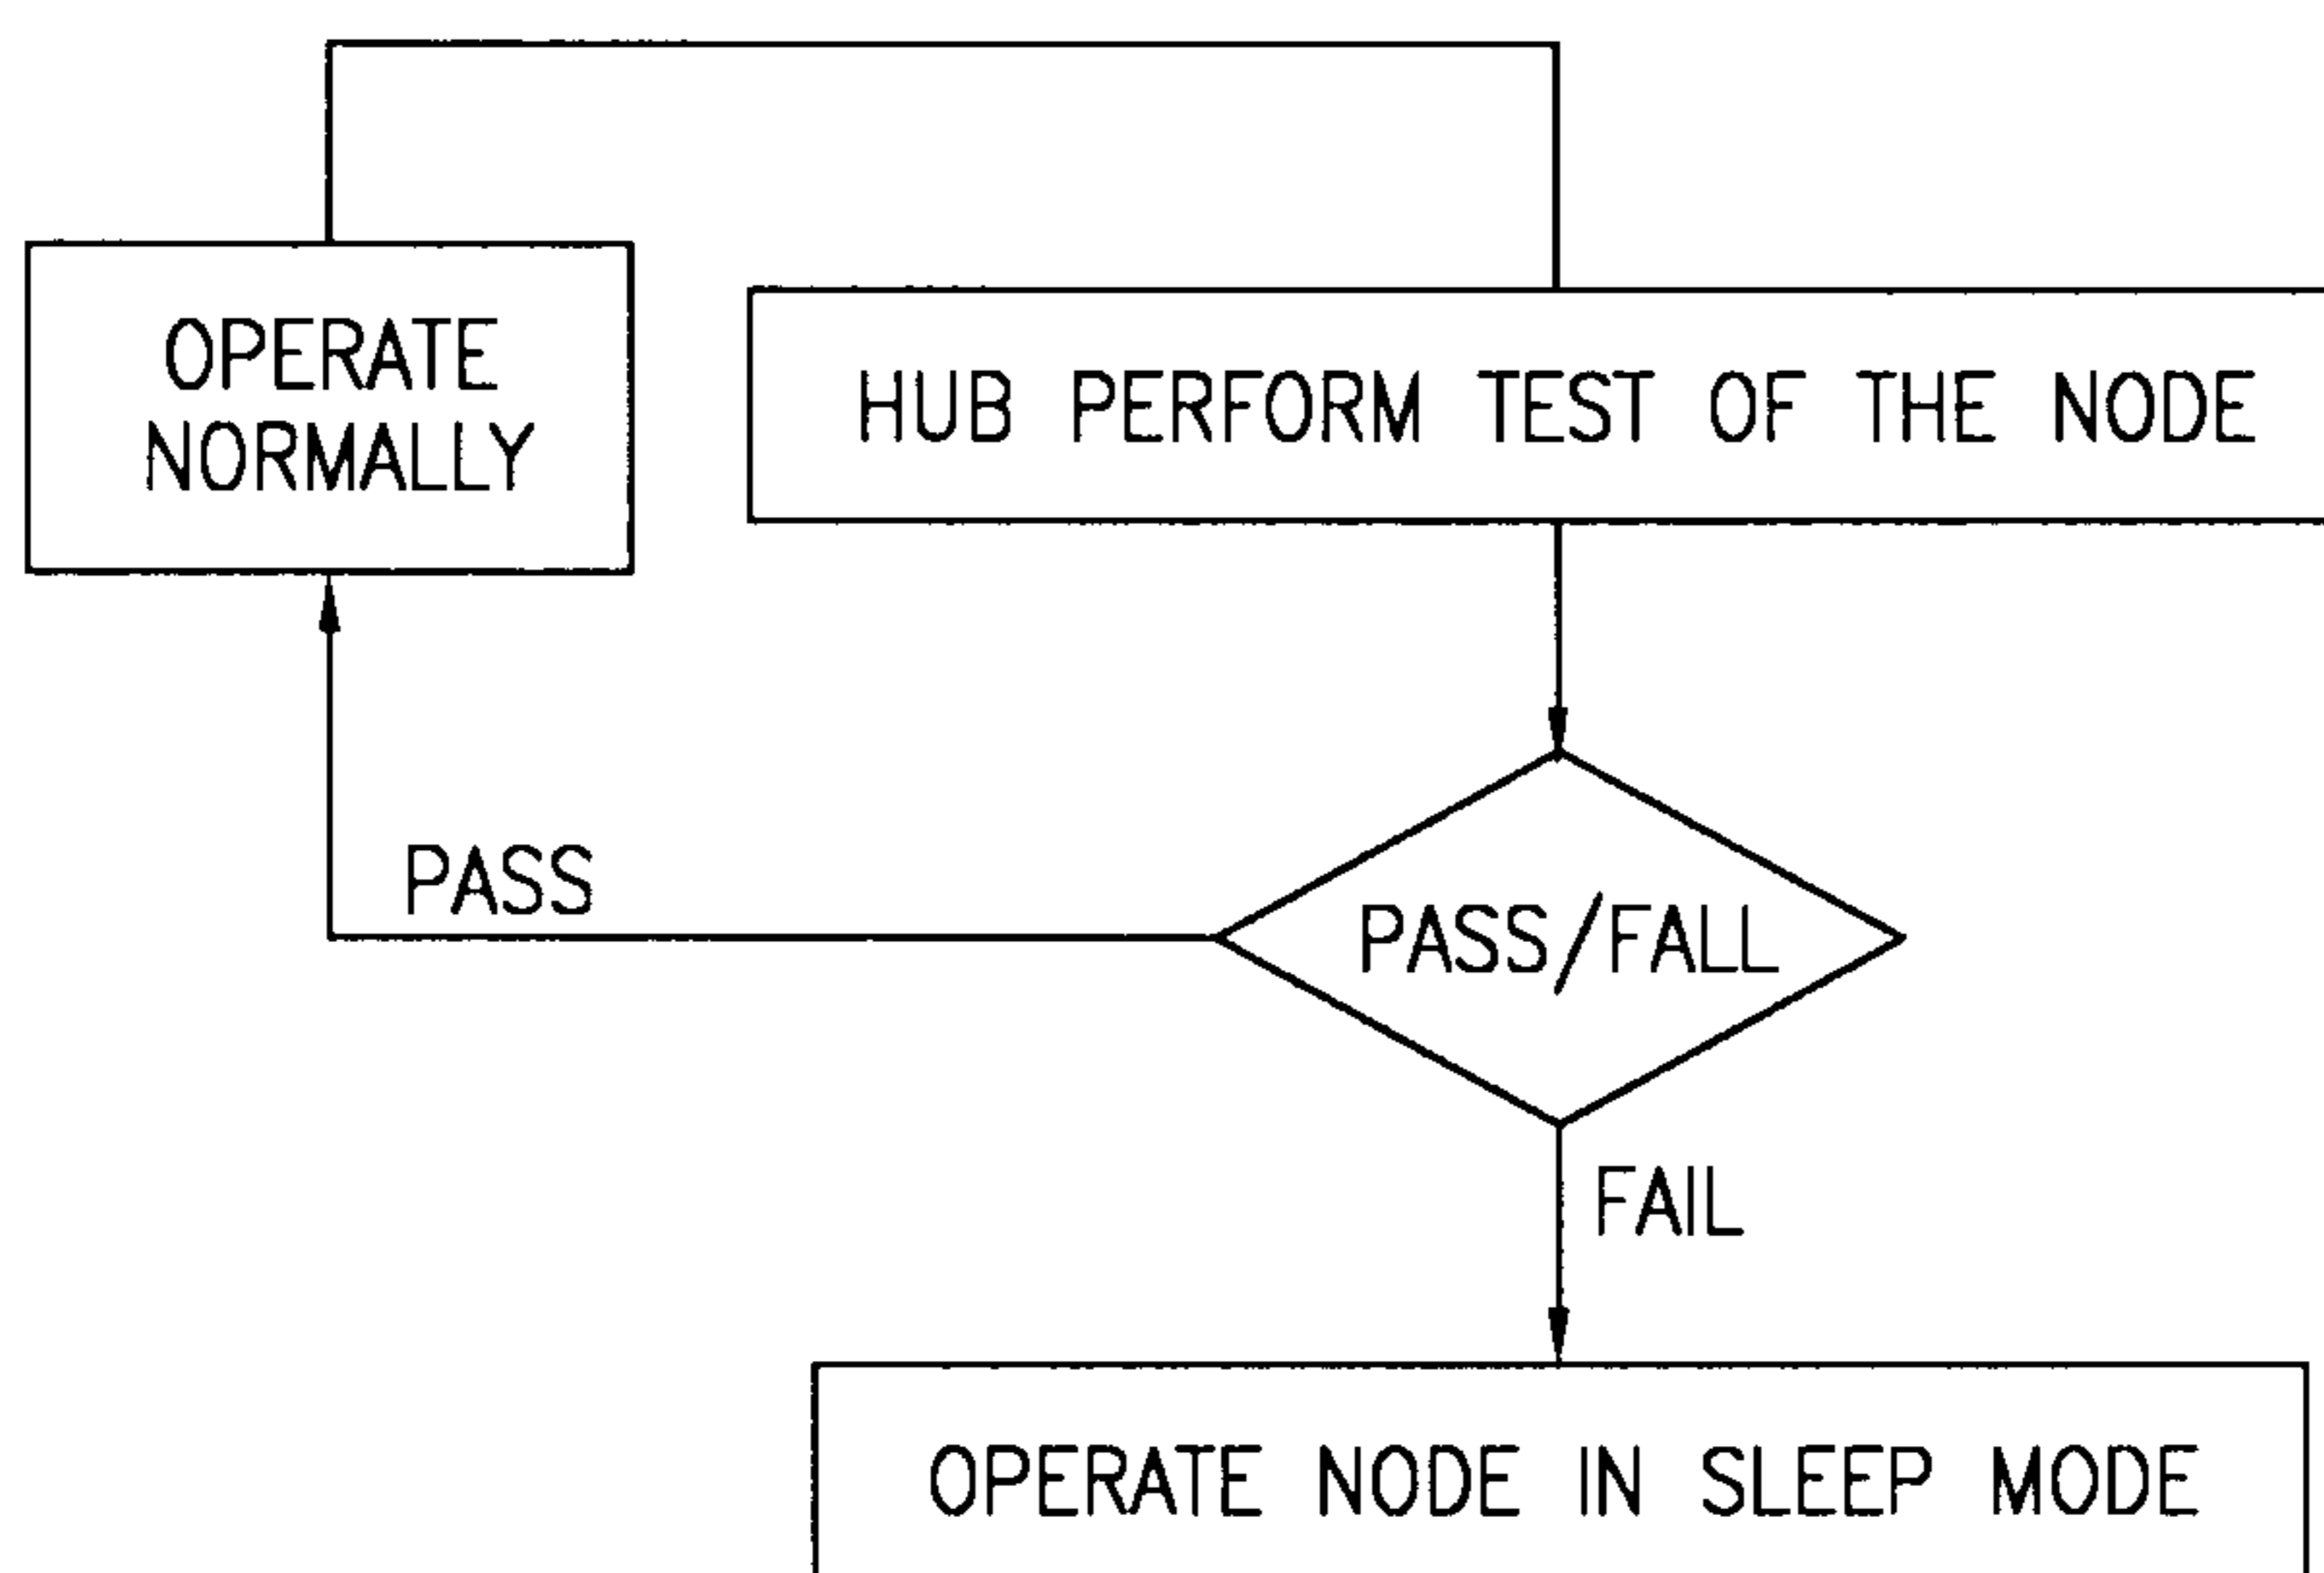 OPERATE
NORMALLY
HUB PERFORM TEST OF THE NODE
PASS
PASS/FALL
FAIL
OPERATE NODE IN SLEEP MODE